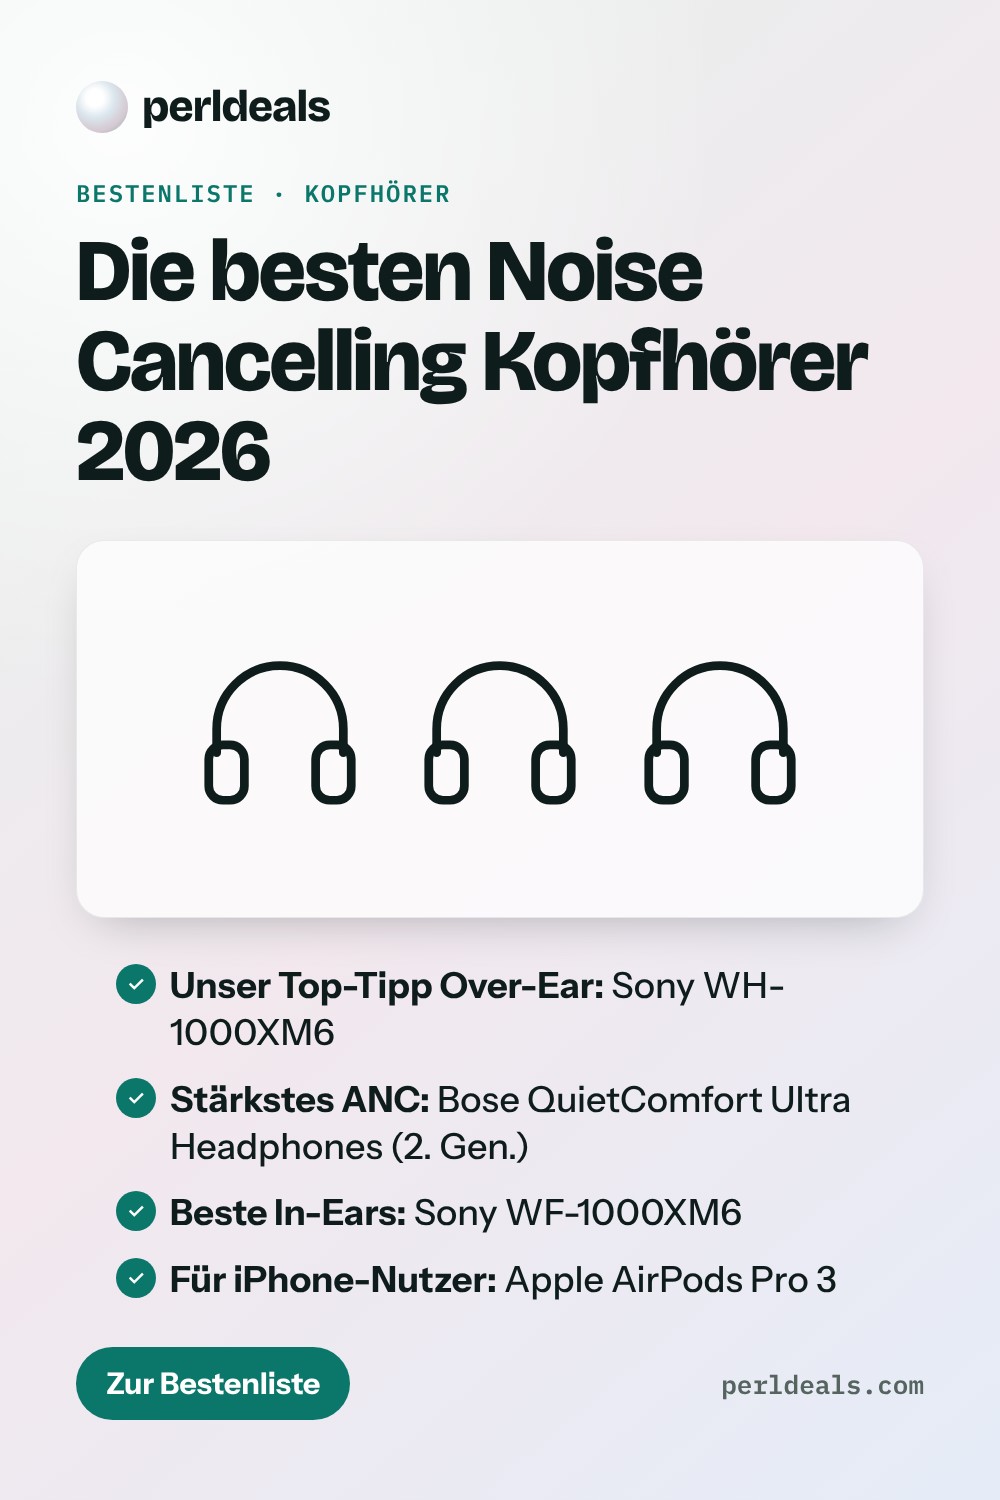 perldeals
BESTENLISTE · KOPFHÖRER
Die besten Noise
Cancelling Kopfhörer
2026
Unser Top-Tipp Over-Ear: Sony WH-
1000XM6
Stärkstes ANC: Bose QuietComfort Ultra
Headphones (2. Gen.)
Beste In-Ears: Sony WF-1000XM6
Für iPhone-Nutzer: Apple AirPods Pro 3
Zur Bestenliste
perldeals.com